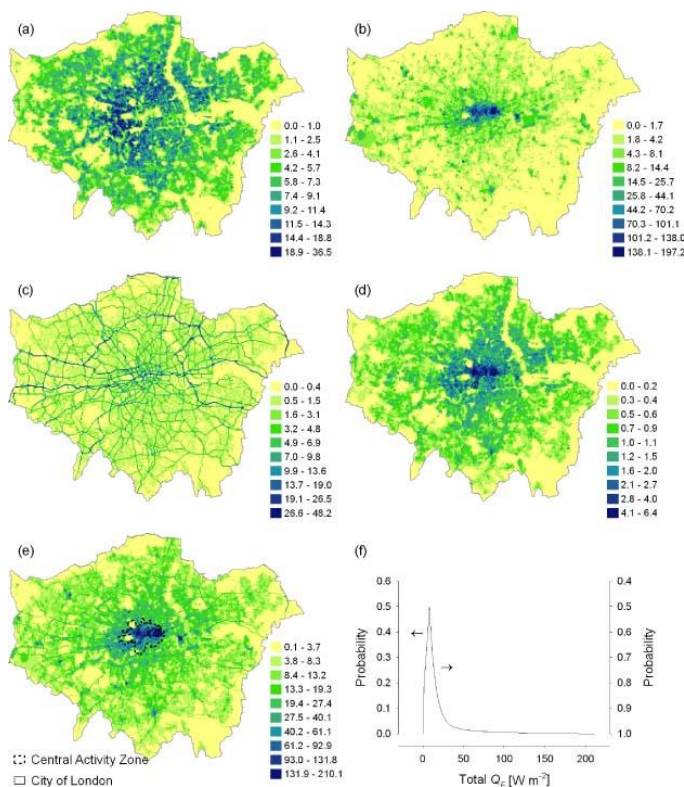 (a)
0.0 - 1.0
1.1 - 2.5
2.6 - 4.1
4.2 - 5.7
5.8 - 7.3
7.4 - 9.1
9.2 - 11.4
11.5 - 14.3
14.4 - 18.8
18.9 - 36.5
(b)
0.0 - 1.7
1.8 - 4.2
4.3 - 8.1
8.2 - 14.4
14.5 - 25.7
25.8 - 44.1
44.2 - 70.2
70.3 - 101.1
101.2 - 138.0
138.1 - 197.2
(c)
0.0 - 0.4
0.5 - 1.5
1.6 - 3.1
3.2 - 4.8
4.9 - 6.9
7.0 - 9.8
9.9 - 13.6
13.7 - 19.0
19.1 - 26.5
26.6 - 48.2
(d)
0.0 - 0.2
0.3 - 0.4
0.5 - 0.6
0.7 - 0.9
1.0 - 1.1
1.2 - 1.5
1.6 - 2.0
2.1 - 2.7
2.8 - 4.0
4.1 - 6.4
(e)
0.1 - 3.7
3.8 - 8.3
8.4 - 13.2
13.3 - 19.3
19.4 - 27.4
27.5 - 40.1
40.2 - 61.1
61.2 - 92.9
93.0 - 131.8
131.9 - 210.1
Central Activity Zone
City of London
(f)
0.6
0.5
0.4
0.3
0.2
0.1
0.0
Probability
0.4
0.5
0.6
0.7
0.8
0.9
1.0
Probability
0 50 100 150 200
Total QF [W m-2]